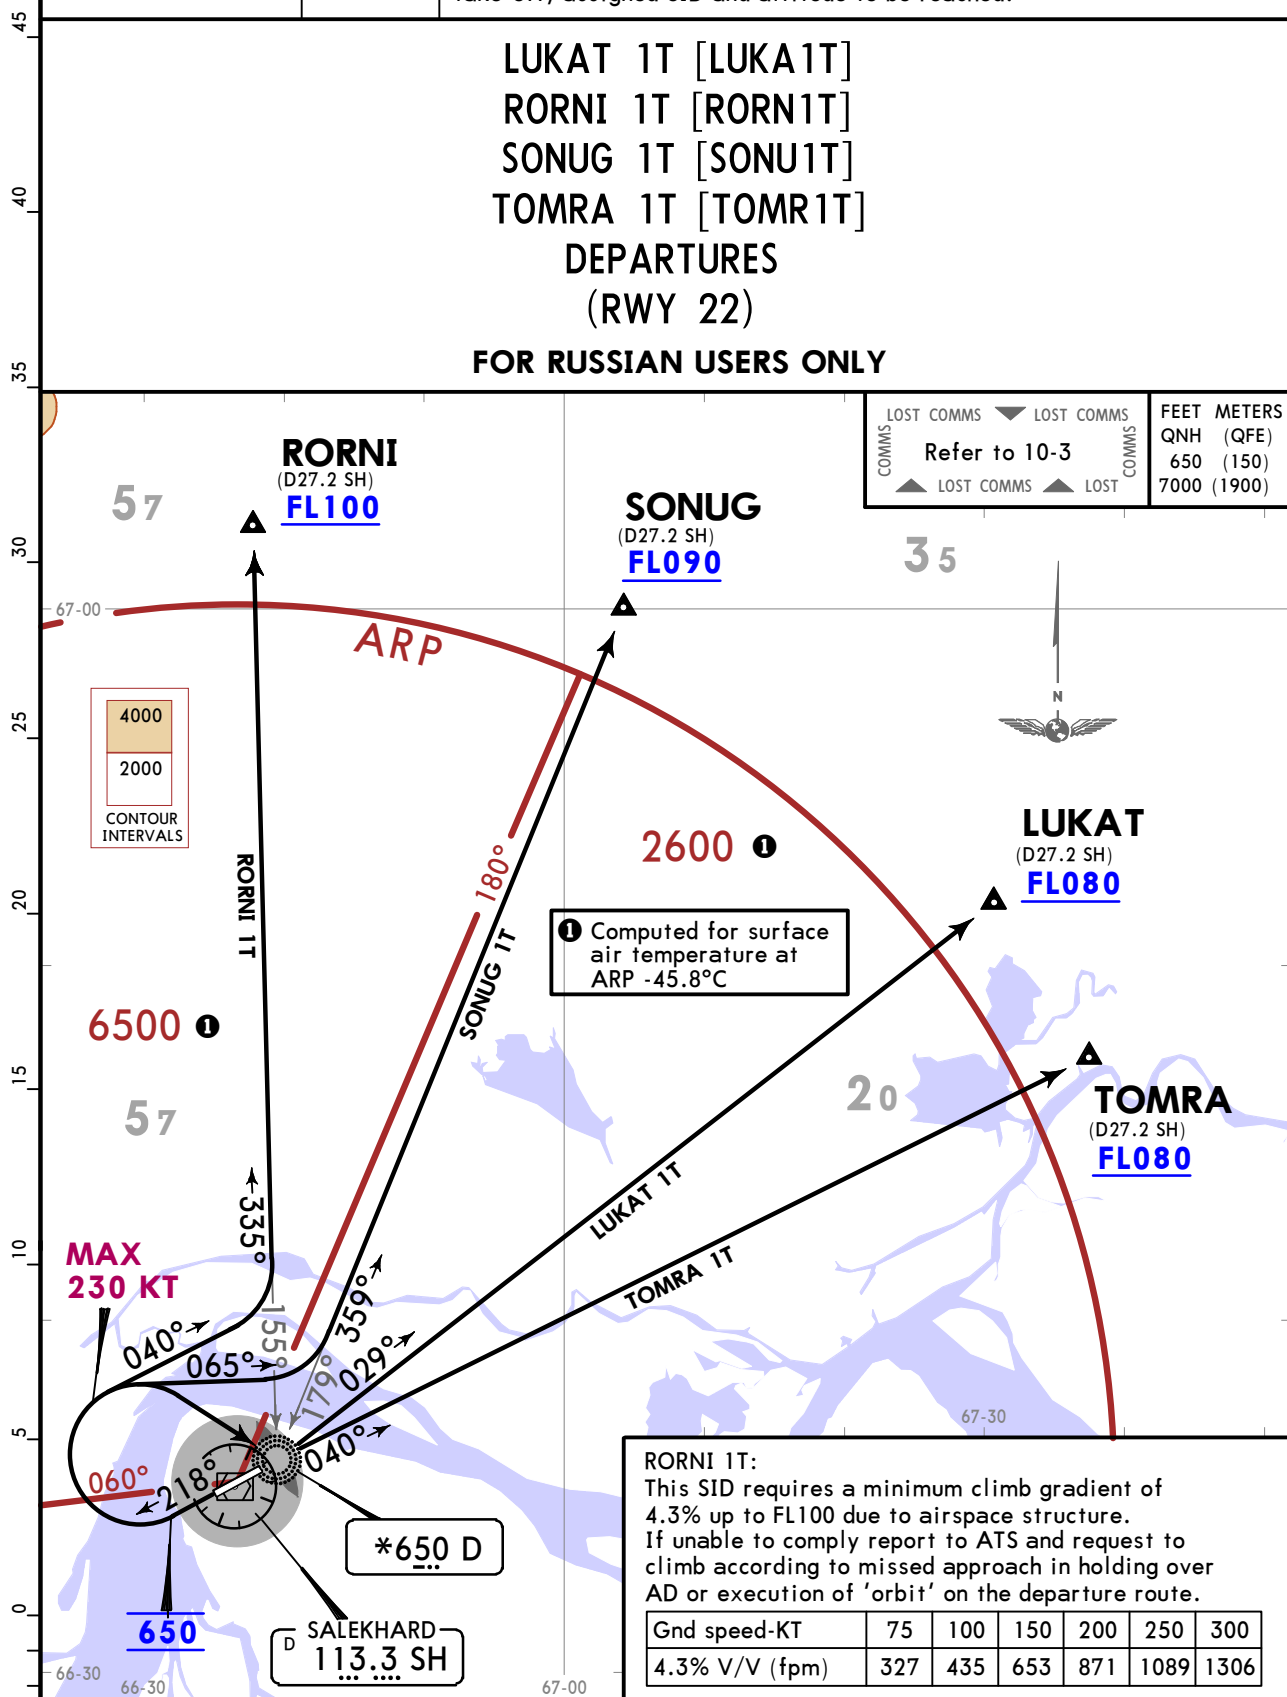 45
40
35
30
25
20
15
10
5
0
LUKAT 1T [LUKA1T]
RORNI 1T [RORN1T]
SONUG 1T [SONU1T]
TOMRA 1T [TOMR1T]
DEPARTURES
(RWY 22)
FOR RUSSIAN USERS ONLY
LOST COMMS LOST COMMS
COMMS
Refer to 10-3
COMMS
LOST COMMS LOST
FEET METERS
QNH (QFE)
650 (150)
7000 (1900)
RORNI
(D27.2 SH)
FL100
57
SONUG
(D27.2 SH)
FL090
35
67-00
ARP
N
4000
2000
CONTOUR
INTERVALS
LUKAT
(D27.2 SH)
FL080
2600 1
180°
RORNI 1T
SONUG 1T
1 Computed for surface
air temperature at
ARP -45.8°C
6500 1
57
20
TOMRA
(D27.2 SH)
FL080
LUKAT 1T
TOMRA 1T
335°
MAX
230 KT
040°
065°
155°
359°
179°
029°
040°
67-30
060°
218°
*650 D
650
SALEKHARD
D 113.3 SH
66-30
66-30
67-00
RORNI 1T:
This SID requires a minimum climb gradient of
4.3% up to FL100 due to airspace structure.
If unable to comply report to ATS and request to
climb according to missed approach in holding over
AD or execution of 'orbit' on the departure route.
Gnd speed-KT 75 100 150 200 250 300
4.3% V/V (fpm) 327 435 653 871 1089 1306